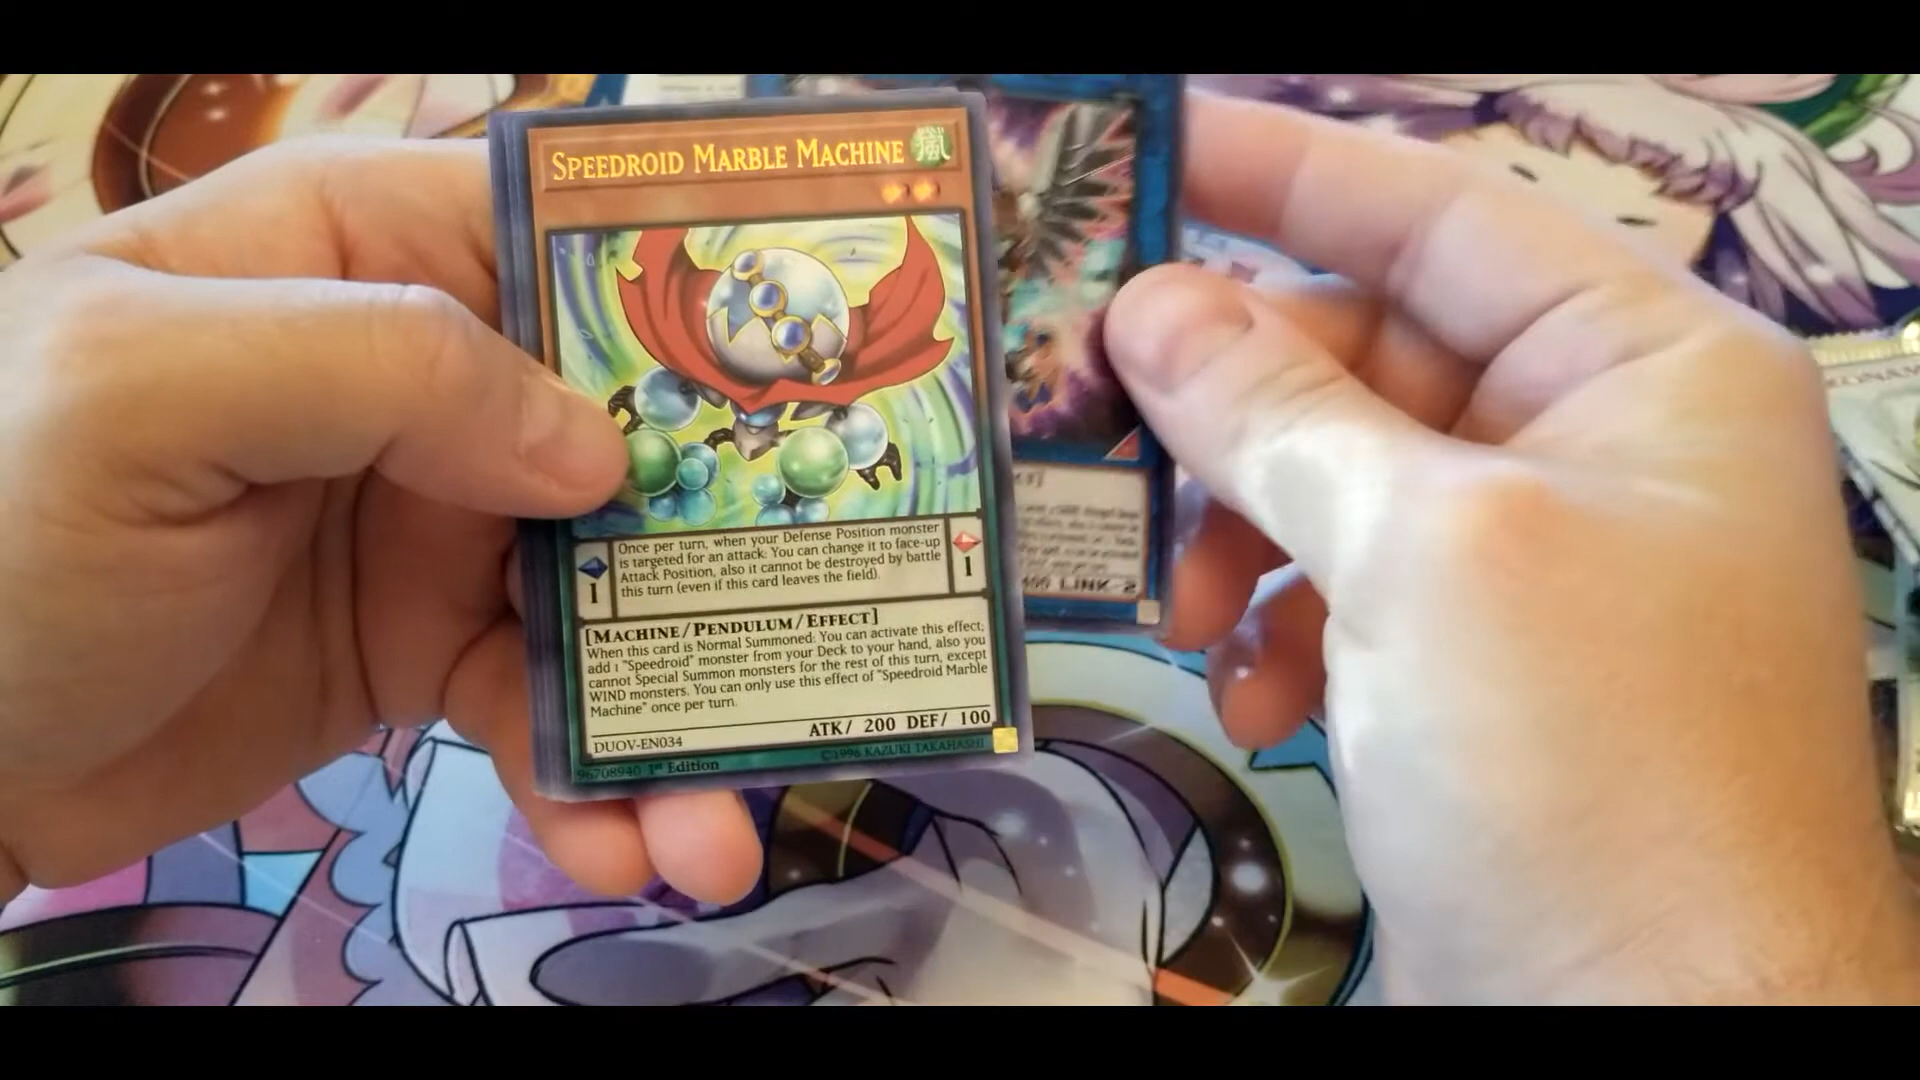 SPEEDROID MARBLE MACHINE
WIND
風
Once per turn, when your Defense Position monster
is targeted for an attack: You can change it to face-up
Attack Position, also it cannot be destroyed by battle
this turn (even if this card leaves the field).
1
1
[MACHINE/PENDULUM/EFFECT]
When this card is Normal Summoned: You can activate this effect;
add 1 "Speedroid" monster from your Deck to your hand, also you
cannot Special Summon monsters for the rest of this turn, except
WIND monsters. You can only use this effect of "Speedroid Marble
Machine" once per turn.
ATK/ 200 DEF/ 100
DUOV-EN034
96708940 1st Edition
©1996 KAZUKI TAKAHASHI
LINK-2
KONAMI